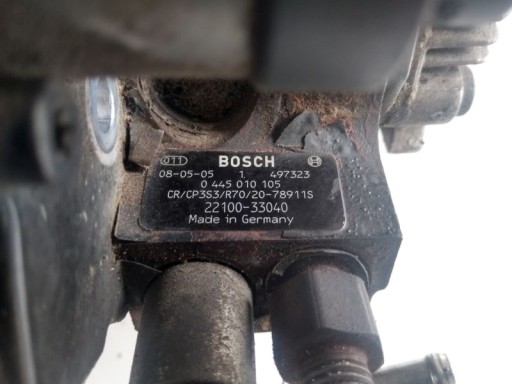 011 BOSCH
08-05-05 1 497323
0 445 010 105
CR/CP3S3/R70/20-78911S
22100-33040
Made in Germany